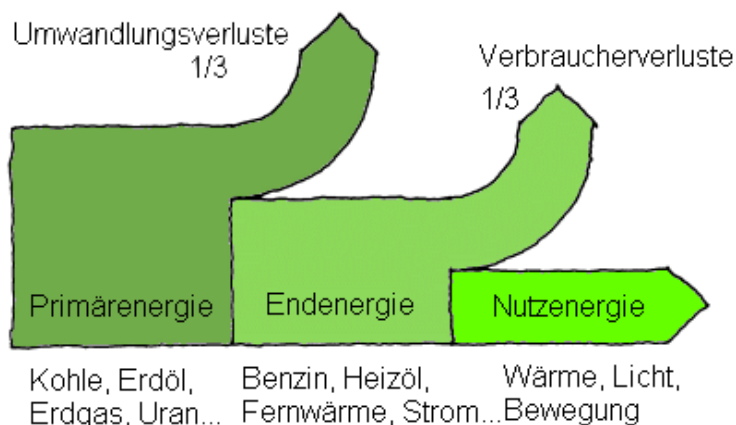 Umwandlungsverluste
1/3
Verbraucherverluste
1/3
Primärenergie
Endenergie
Nutzenergie
Kohle, Erdöl,
Erdgas, Uran...
Benzin, Heizöl,
Fernwärme, Strom...
Wärme, Licht,
Bewegung